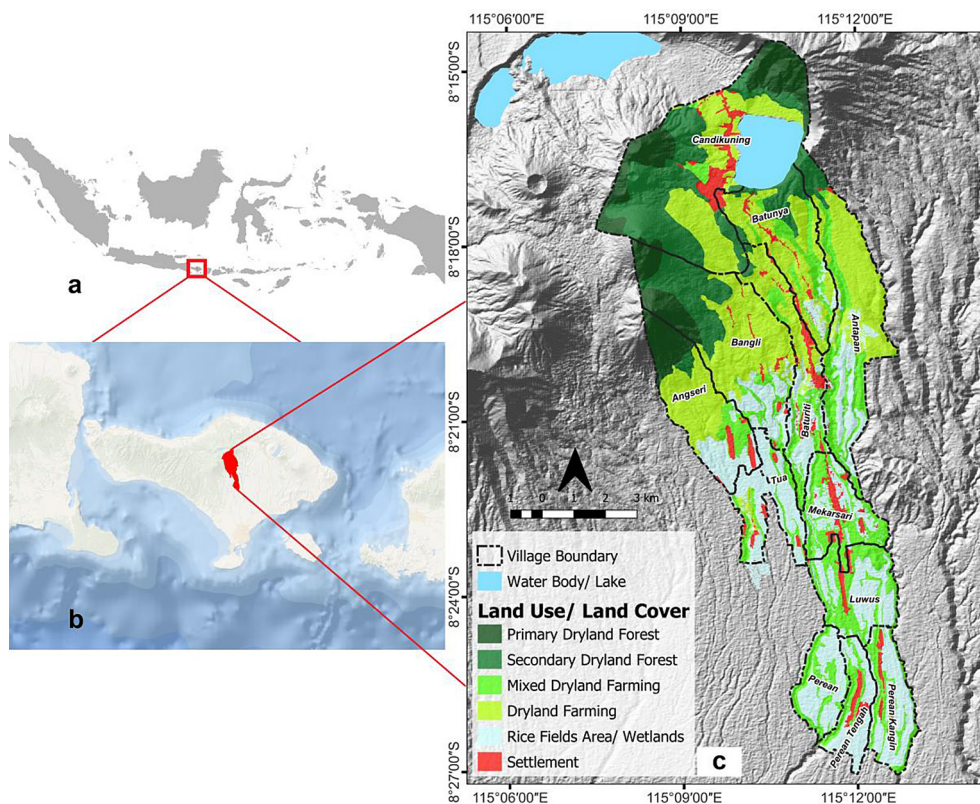 115°06′00″E 115°09′00″E 115°12′00″E
8°15′00″S
8°18′00″S
8°21′00″S
8°24′00″S
8°27′00″S
a
b
Candikuning
Batunya
Antapan
Bangli
Angseri
Baturiti
Tua
Mekarsari
Luwus
Perean
Perean Tengah
Perean Kangin
1 0 1 2 3 km
Village Boundary
Water Body/ Lake
Land Use/ Land Cover
Primary Dryland Forest
Secondary Dryland Forest
Mixed Dryland Farming
Dryland Farming
Rice Fields Area/ Wetlands
Settlement
c
115°06′00″E 115°09′00″E 115°12′00″E